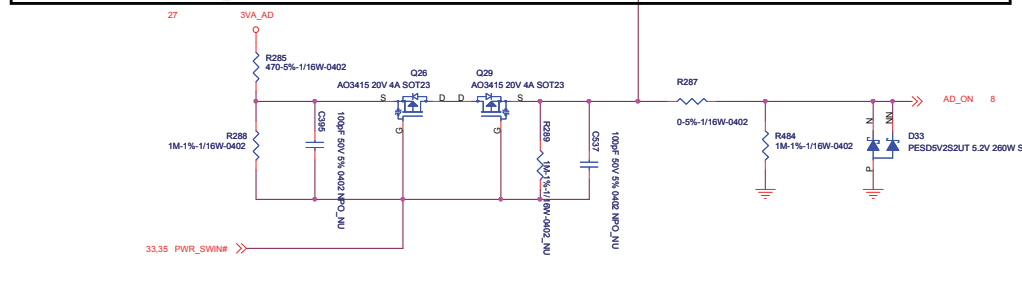 27 3VA_AD
R285
470-5%-1/16W-0402
Q26 Q29
AO3415 20V 4A SOT23 AO3415 20V 4A SOT23
S D D S
G G
R287
0-5%-1/16W-0402
AD_ON 8
R288
1M-1%-1/16W-0402
C395
100pF 50V 5% 0402 NPO_NU
R289
1M-1%-1/16W-0402_NU
C537
100pF 50V 5% 0402 NPO_NU
R484
1M-1%-1/16W-0402
N NN
D33
PESD5V2S2UT 5.2V 260W S
P
33,35 PWR_SWIN#